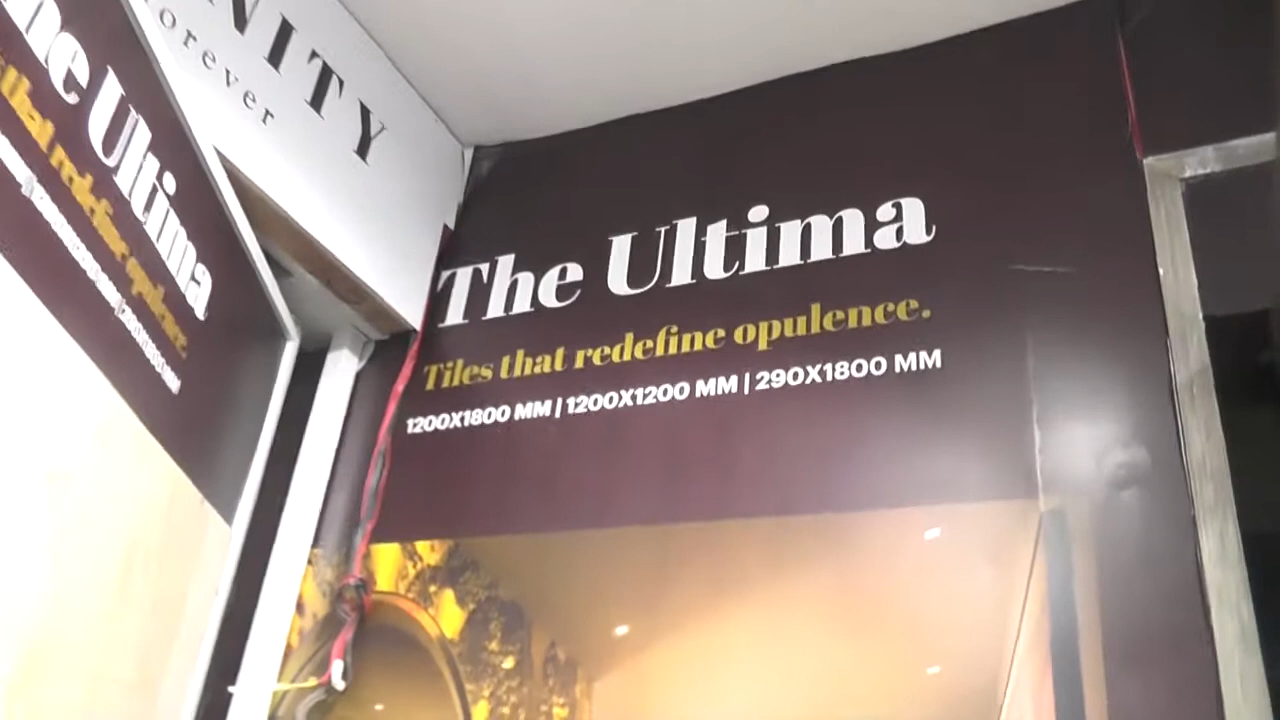 NITY
orever
The Ultima
Tiles that redefine opulence.
1200X1800 MM | 1200X1200 MM | 290X1800 MM
he Ultima
that redefine opulence.